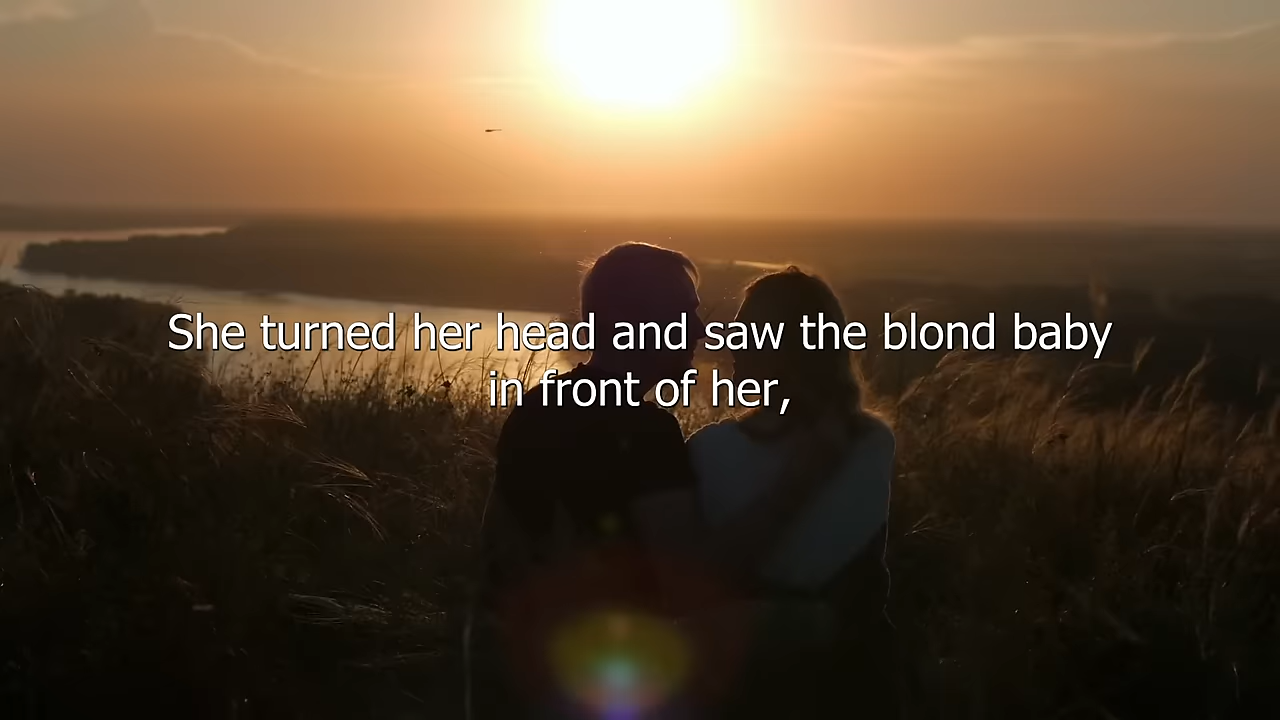 She turned her head and saw the blond baby
in front of her,